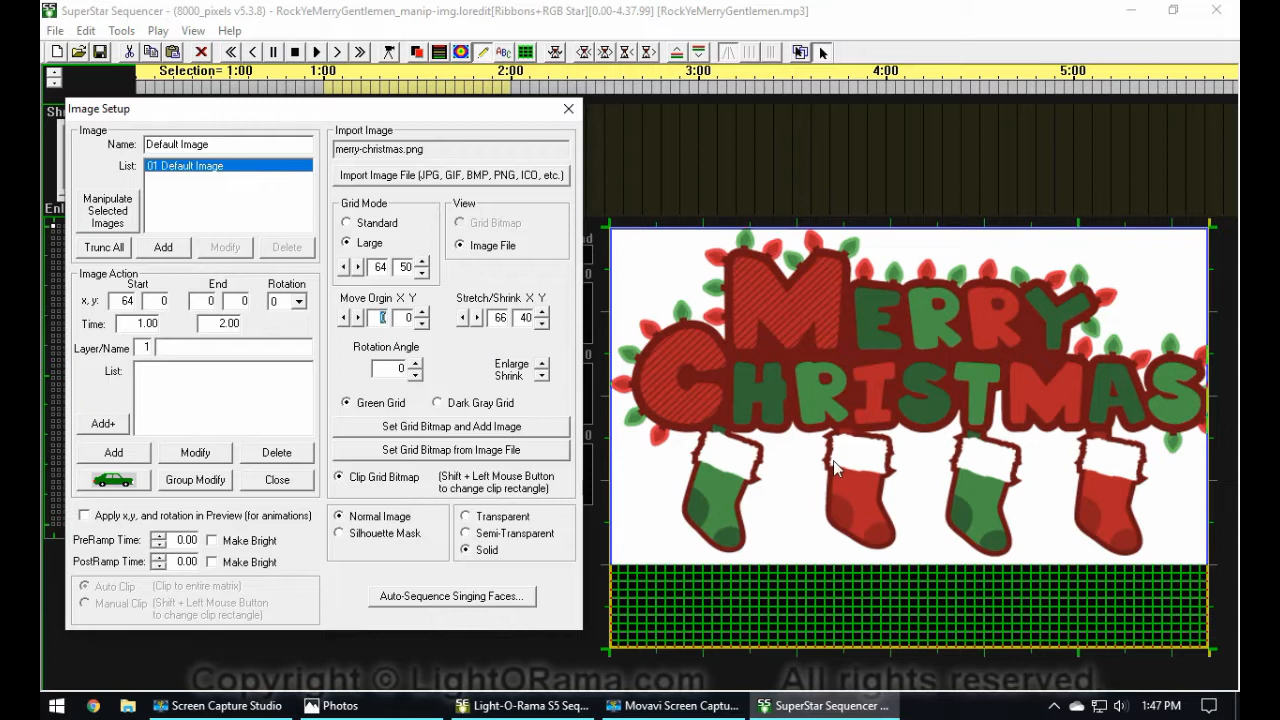 SuperStar Sequencer - (8000_pixels v5.3.8) - RockYeMerryGentlemen_manip-img.loredit[Ribbons+RGB Star][0.00-4.37.99] [RockYeMerryGentlemen.mp3]
File Edit Tools Play View Help
ABC
Selection= 1:00 1:00 2:00 3:00 4:00 5:00
Image Setup
Image
Name: Default Image
List: 01 Default Image
Manipulate
Selected
Images
Trunc All Add Modify Delete
Image Action
Start End Rotation
x, y: 64 0 0 0 0
Time: 1.00 2.00
Layer/Name 1
List:
Add+
Add Modify Delete
Group Modify Close
Apply x,y, and rotation in Preview (for animations)
PreRamp Time: 0.00 Make Bright
PostRamp Time: 0.00 Make Bright
Auto Clip (Clip to entire matrix)
Manual Clip (Shift + Left Mouse Button
to change clip rectangle)
Import Image
merry-christmas.png
Import Image File (JPG, GIF, BMP, PNG, ICO, etc.)
Grid Mode
Standard
Large
64 50
View
Grid Bitmap
Image File
Move Orgin X Y
0 0
Stretch/Shrink X Y
66 40
Rotation Angle
0
Enlarge
Shrink
Green Grid Dark Gray Grid
Set Grid Bitmap and Add Image
Set Grid Bitmap from Image File
Clip Grid Bitmap (Shift + Left Mouse Button
to change clip rectangle)
Normal Image
Silhouette Mask
Transparent
Semi-Transparent
Solid
Auto-Sequence Singing Faces...
MERRY
CHRISTMAS
Copyright © LightORama.com All rights reserved
Screen Capture Studio Photos Light-O-Rama S5 Seq... Movavi Screen Captu... SuperStar Sequencer ... 1:47 PM